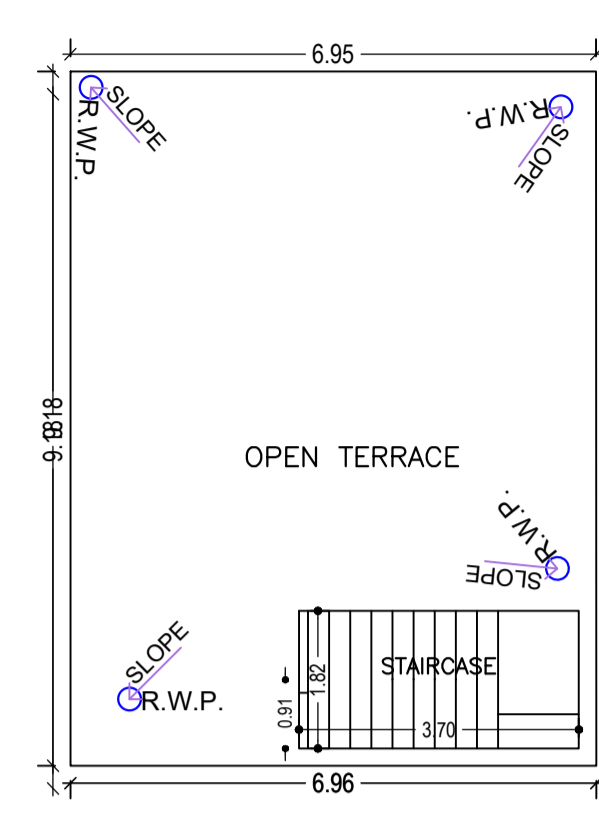 6.95
SLOPE
R.W.P.
R.W.P.
SLOPE
OPEN TERRACE
R.W.P.
SLOPE
SLOPE
R.W.P.
STAIRCASE
1.82
0.91
3.70
6.96